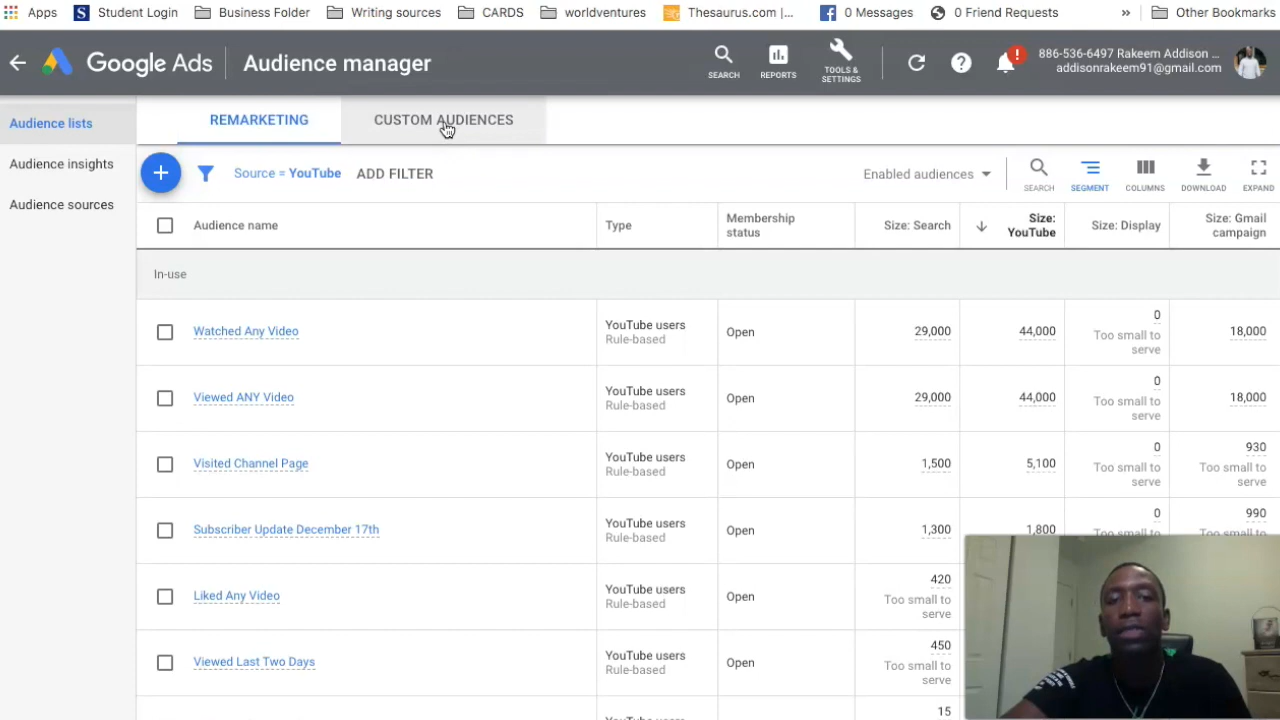 Apps Student Login Business Folder Writing sources CARDS worldventures Thesaurus.com |... 0 Messages 0 Friend Requests » Other Bookmarks
Google Ads Audience manager
SEARCH REPORTS TOOLS & SETTINGS
886-536-6497 Rakeem Addison ...
addisonrakeem91@gmail.com
Audience lists
Audience insights
Audience sources
REMARKETING CUSTOM AUDIENCES
Source = YouTube ADD FILTER Enabled audiences SEARCH SEGMENT COLUMNS DOWNLOAD EXPAND
Audience name Type Membership status Size: Search Size: YouTube Size: Display Size: Gmail campaign
In-use
Watched Any Video YouTube users Rule-based Open 29,000 44,000 0 Too small to serve 18,000
Viewed ANY Video YouTube users Rule-based Open 29,000 44,000 0 Too small to serve 18,000
Visited Channel Page YouTube users Rule-based Open 1,500 5,100 0 Too small to serve 930 Too small to serve
Subscriber Update December 17th YouTube users Rule-based Open 1,300 1,800 0 Too small to 990 Too small to
Liked Any Video YouTube users Rule-based Open 420 Too small to serve
Viewed Last Two Days YouTube users Rule-based Open 450 Too small to serve
15